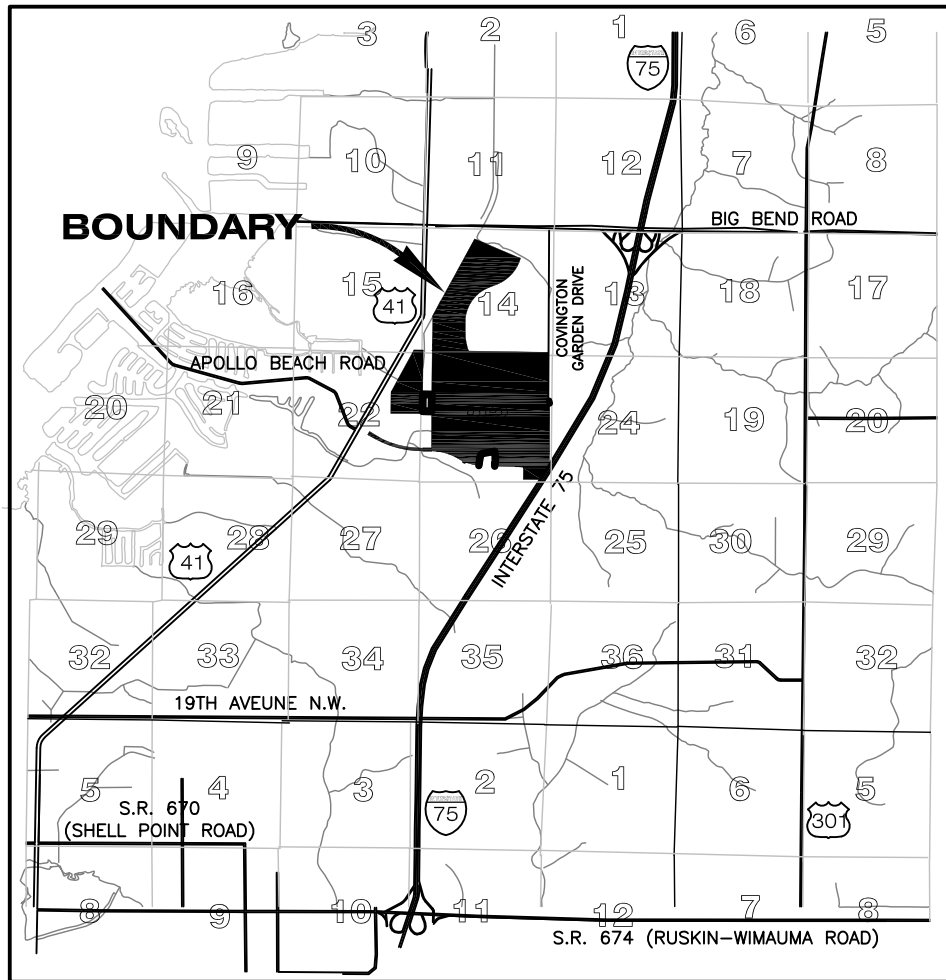 3 2 1 6 5
INTERSTATE
75
9 10 11 12 7 8
BOUNDARY
BIG BEND ROAD
16 15 14 13 18 17
41
COVINGTON
GARDEN DRIVE
APOLLO BEACH ROAD
20 21 22 24 19 20
29 28 27 26 25 30 29
41
INTERSTATE 75
32 33 34 35 36 31 32
19TH AVEUNE N.W.
5 4 3 2 1 6 5
S.R. 670
(SHELL POINT ROAD)
INTERSTATE
75
301
8 9 10 11 12 7 8
S.R. 674 (RUSKIN-WIMAUMA ROAD)